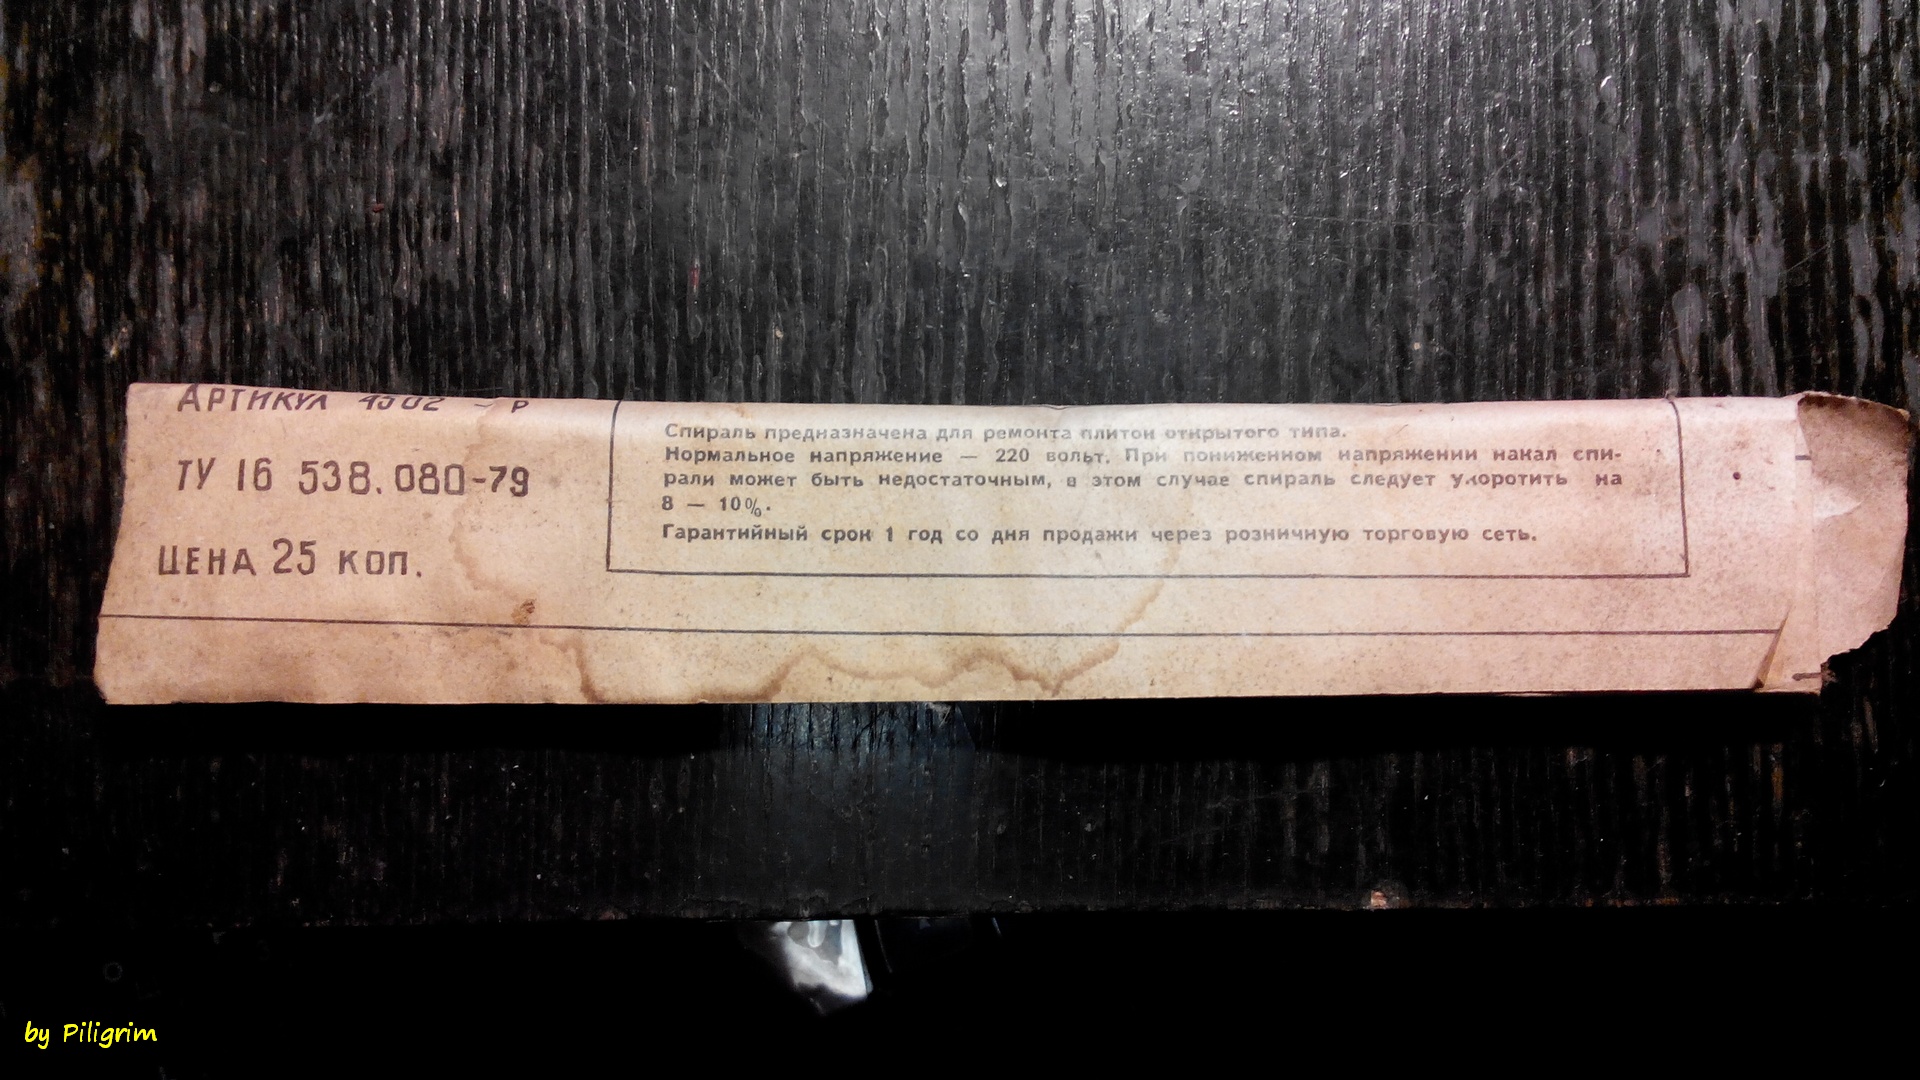 АРТИКУЛ 4502 - Р
ТУ 16 538.080-79
ЦЕНА 25 КОП.
Спираль предназначена для ремонта плиток открытого типа.
Нормальное напряжение — 220 вольт. При пониженном напряжении накал спи-
рали может быть недостаточным, в этом случае спираль следует укоротить на
8 — 10%.
Гарантийный срок 1 год со дня продажи через розничную торговую сеть.
by Piligrim